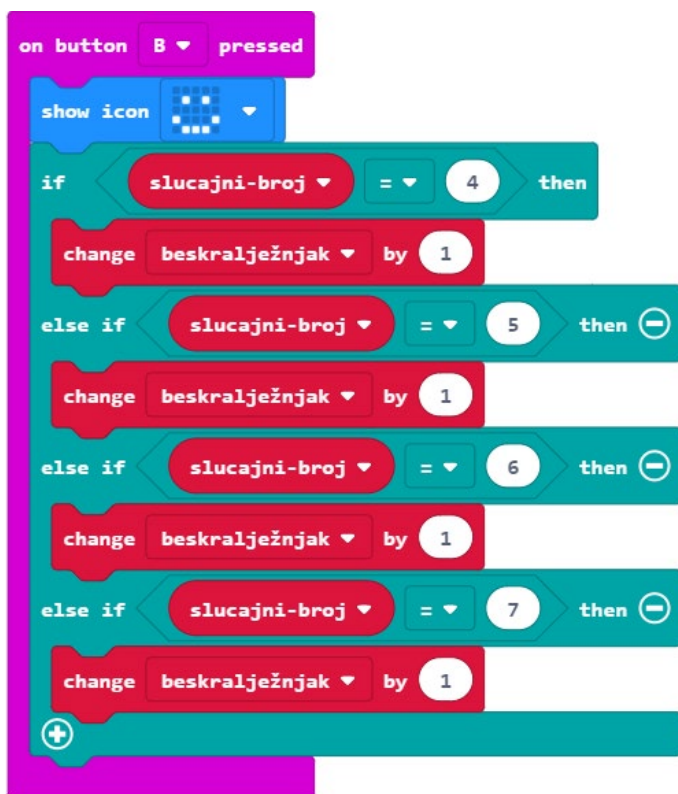 on button B pressed
show icon
if slucajni-broj = 4 then
change beskralježnjak by 1
else if slucajni-broj = 5 then
change beskralježnjak by 1
else if slucajni-broj = 6 then
change beskralježnjak by 1
else if slucajni-broj = 7 then
change beskralježnjak by 1